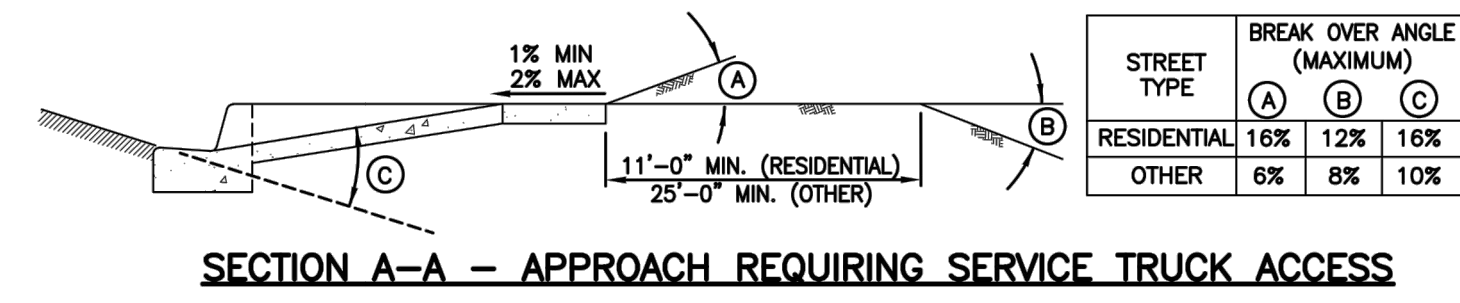 1% MIN
2% MAX
A
B
C
11'-0" MIN. (RESIDENTIAL)
25'-0" MIN. (OTHER)
STREET TYPE
BREAK OVER ANGLE
(MAXIMUM)
A B C
RESIDENTIAL 16% 12% 16%
OTHER 6% 8% 10%
SECTION A-A - APPROACH REQUIRING SERVICE TRUCK ACCESS